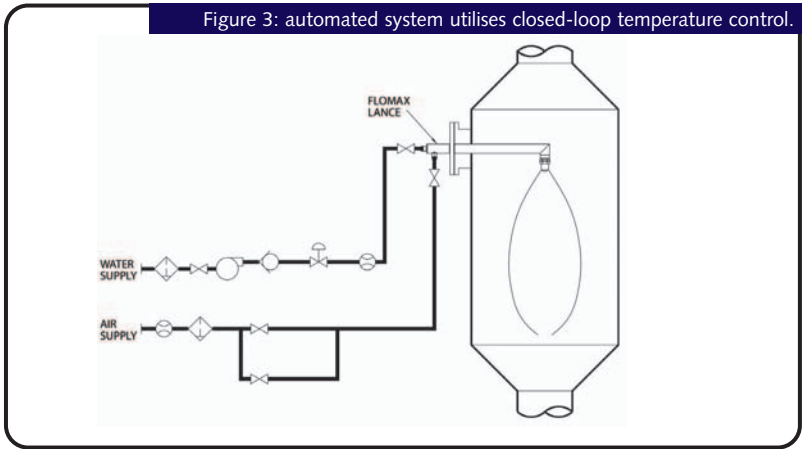 Figure 3: automated system utilises closed-loop temperature control.
FLOMAX
LANCE
WATER
SUPPLY
AIR
SUPPLY